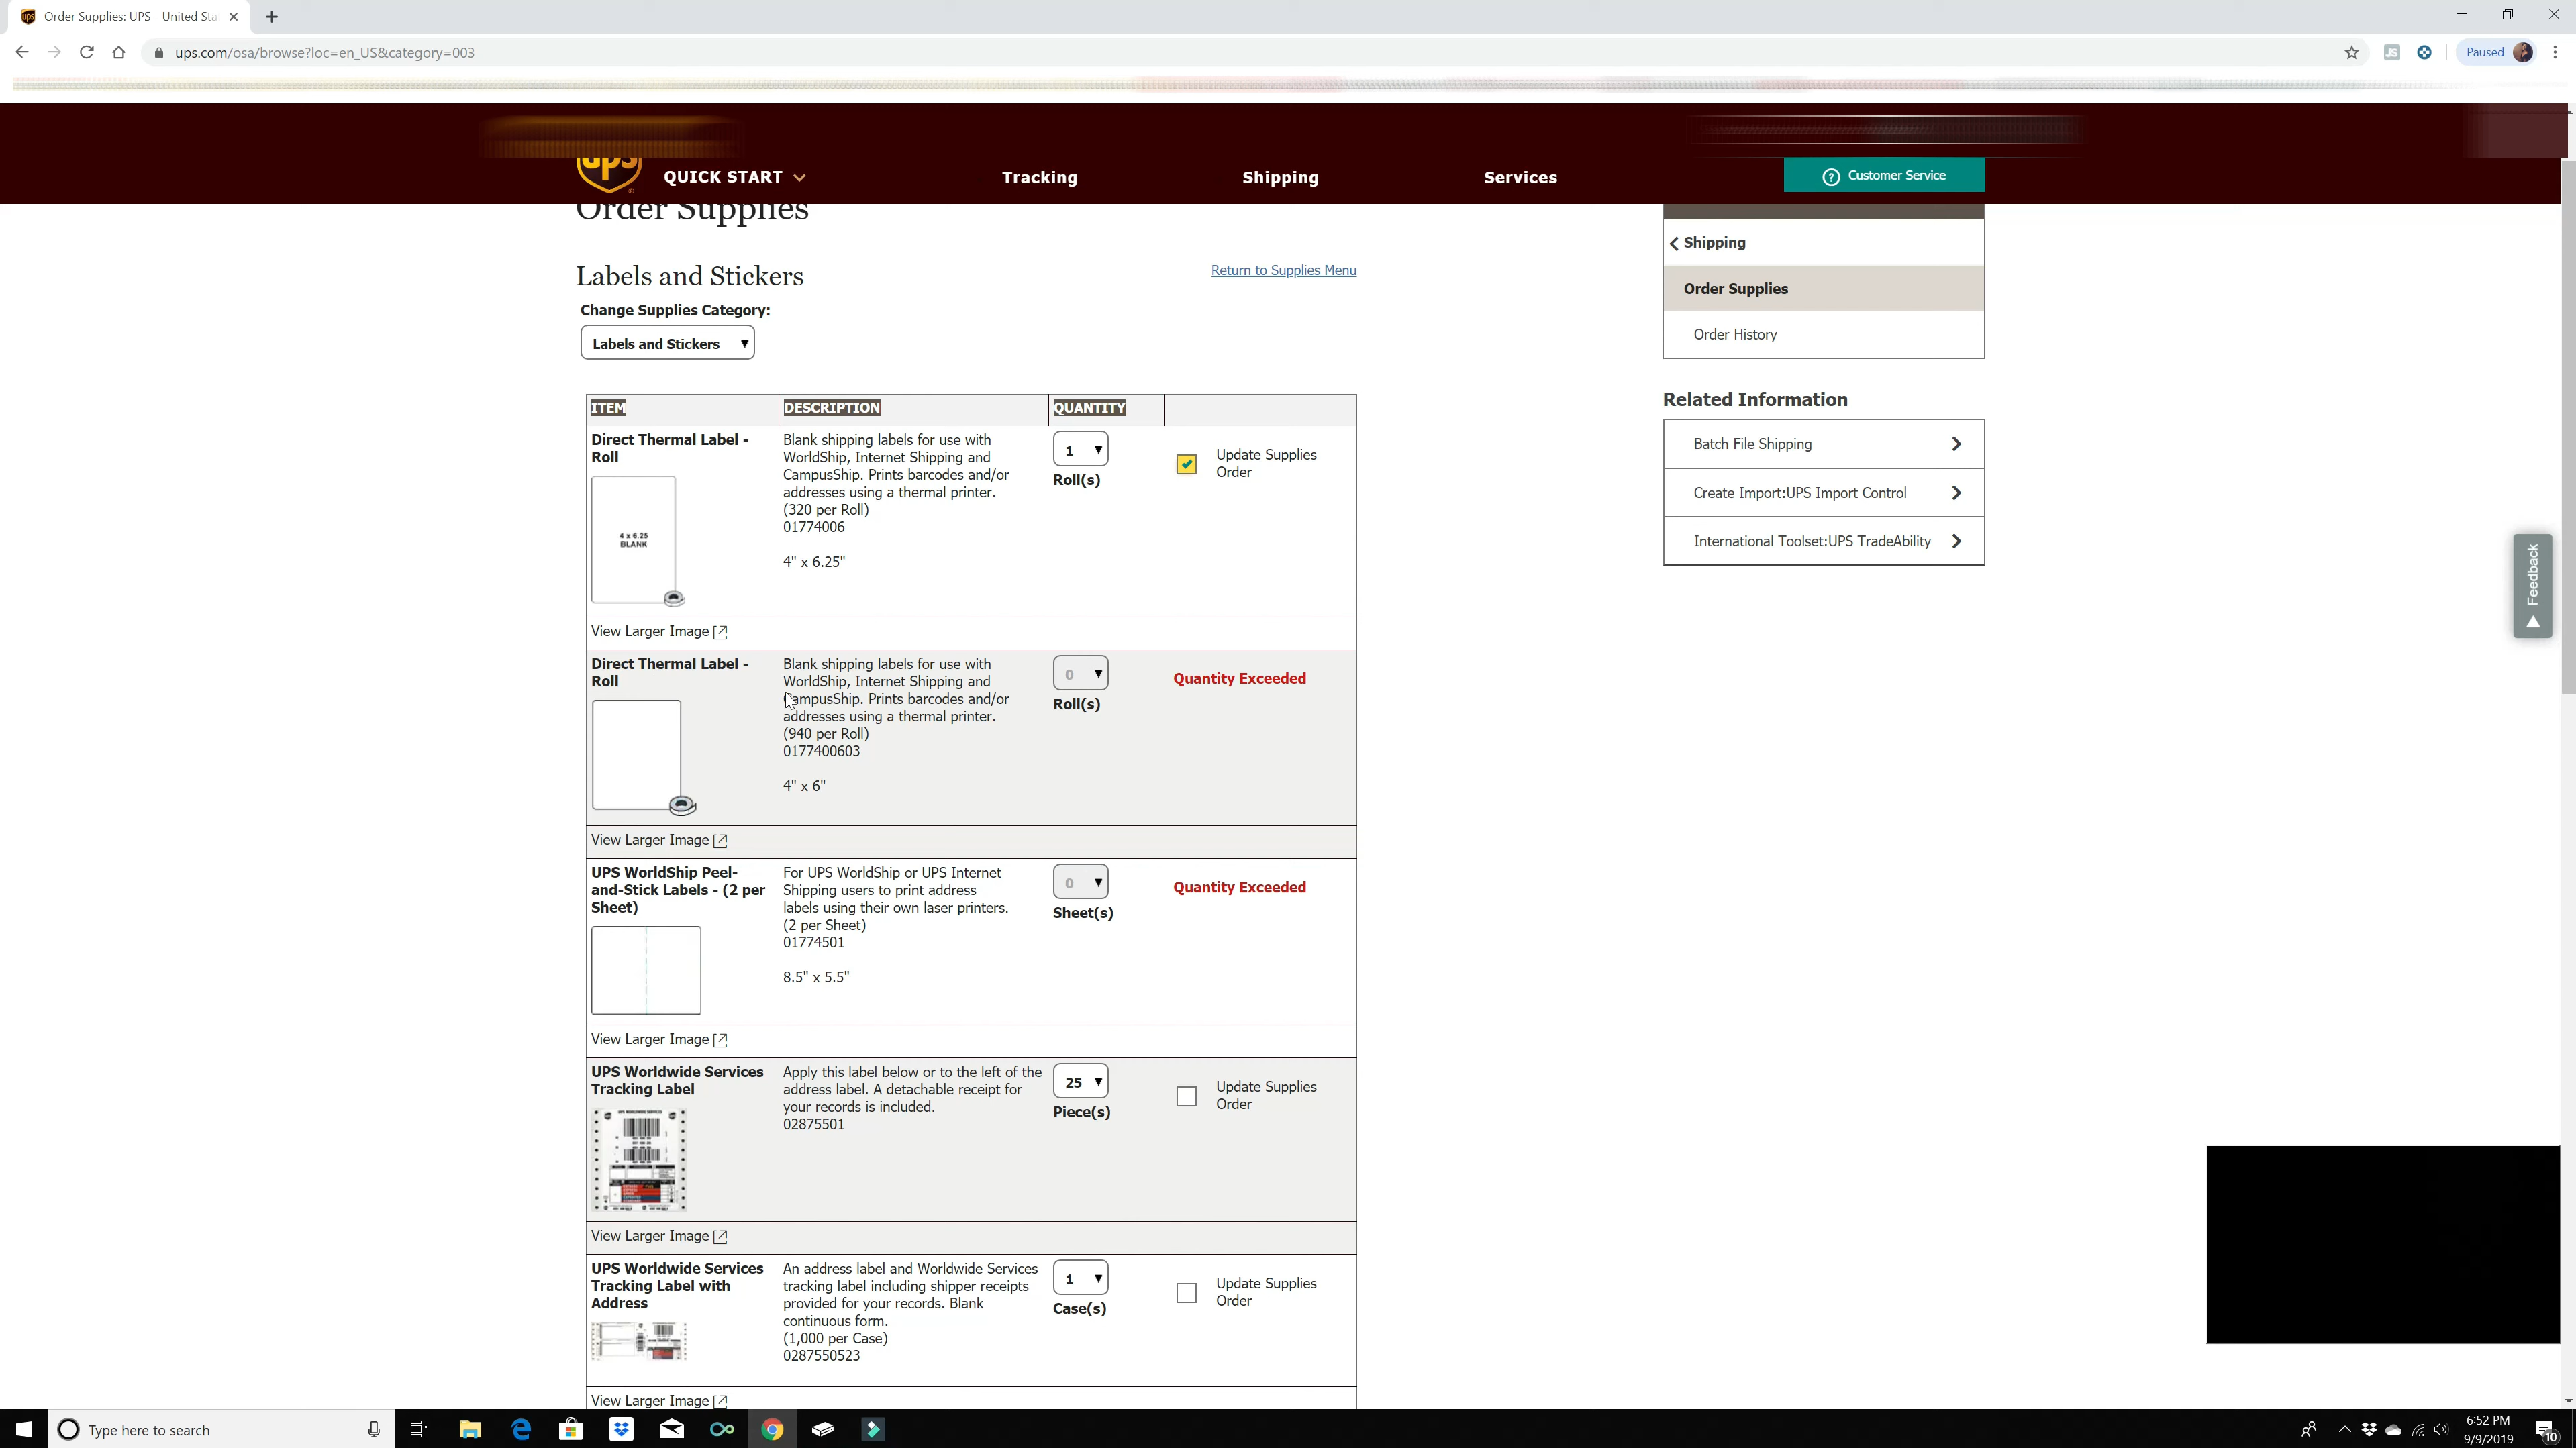 Order Supplies: UPS - United Sta
ups.com/osa/browse?loc=en_US&category=003
JS
Paused
ups
QUICK START
Tracking
Shipping
Services
? Customer Service
Order Supplies
Labels and Stickers
Return to Supplies Menu
Change Supplies Category:
Labels and Stickers
ITEM
DESCRIPTION
QUANTITY
Direct Thermal Label -
Roll
4 x 6.25
BLANK
Blank shipping labels for use with
WorldShip, Internet Shipping and
CampusShip. Prints barcodes and/or
addresses using a thermal printer.
(320 per Roll)
01774006
4" x 6.25"
1
Roll(s)
Update Supplies
Order
View Larger Image
Direct Thermal Label -
Roll
Blank shipping labels for use with
WorldShip, Internet Shipping and
CampusShip. Prints barcodes and/or
addresses using a thermal printer.
(940 per Roll)
0177400603
4" x 6"
0
Roll(s)
Quantity Exceeded
View Larger Image
UPS WorldShip Peel-
and-Stick Labels - (2 per
Sheet)
For UPS WorldShip or UPS Internet
Shipping users to print address
labels using their own laser printers.
(2 per Sheet)
01774501
8.5" x 5.5"
0
Sheet(s)
Quantity Exceeded
View Larger Image
UPS Worldwide Services
Tracking Label
Apply this label below or to the left of the
address label. A detachable receipt for
your records is included.
02875501
25
Piece(s)
Update Supplies
Order
View Larger Image
UPS Worldwide Services
Tracking Label with
Address
An address label and Worldwide Services
tracking label including shipper receipts
provided for your records. Blank
continuous form.
(1,000 per Case)
0287550523
1
Case(s)
Update Supplies
Order
View Larger Image
Shipping
Order Supplies
Order History
Related Information
Batch File Shipping
Create Import:UPS Import Control
International Toolset:UPS TradeAbility
Feedback
Type here to search
6:52 PM
9/9/2019
10